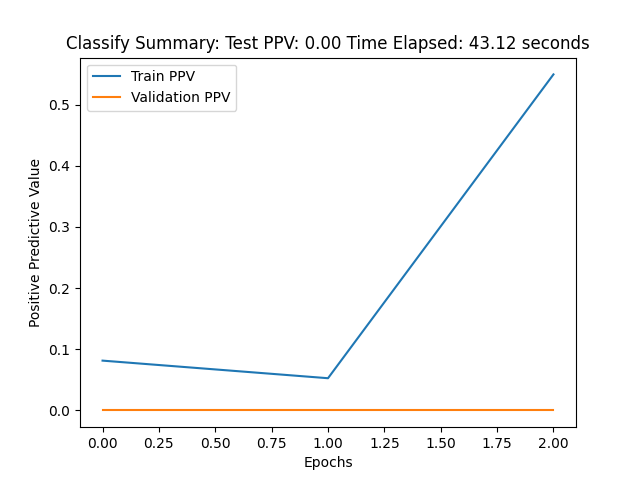 Classify Summary: Test PPV: 0.00 Time Elapsed: 43.12 seconds
Train PPV
Validation PPV
Positive Predictive Value
0.5
0.4
0.3
0.2
0.1
0.0
0.00 0.25 0.50 0.75 1.00 1.25 1.50 1.75 2.00
Epochs